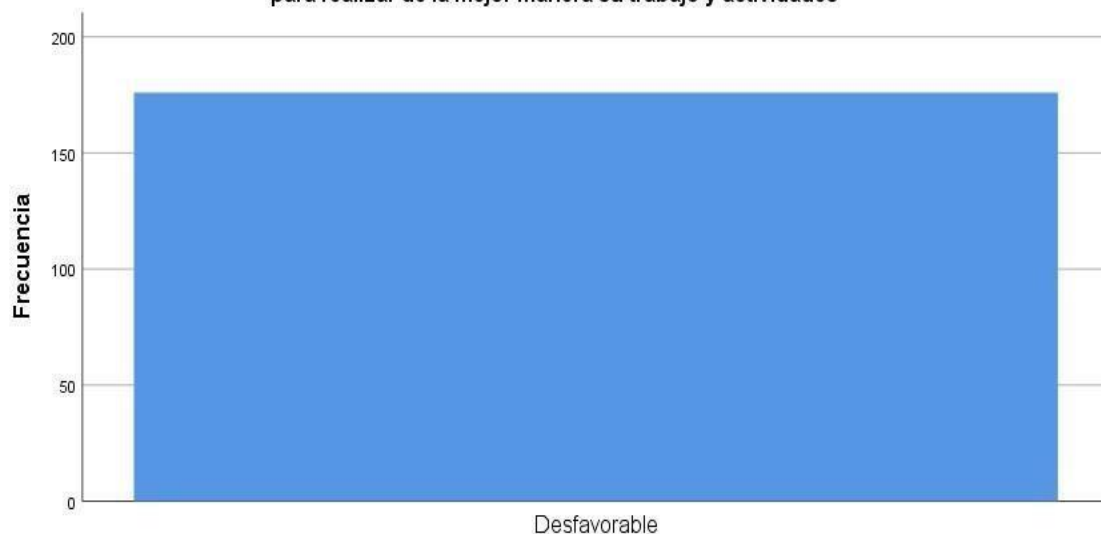 para realizar de la mejor manera su trabajo y actividades
200
150
100
50
0
Frecuencia
Desfavorable